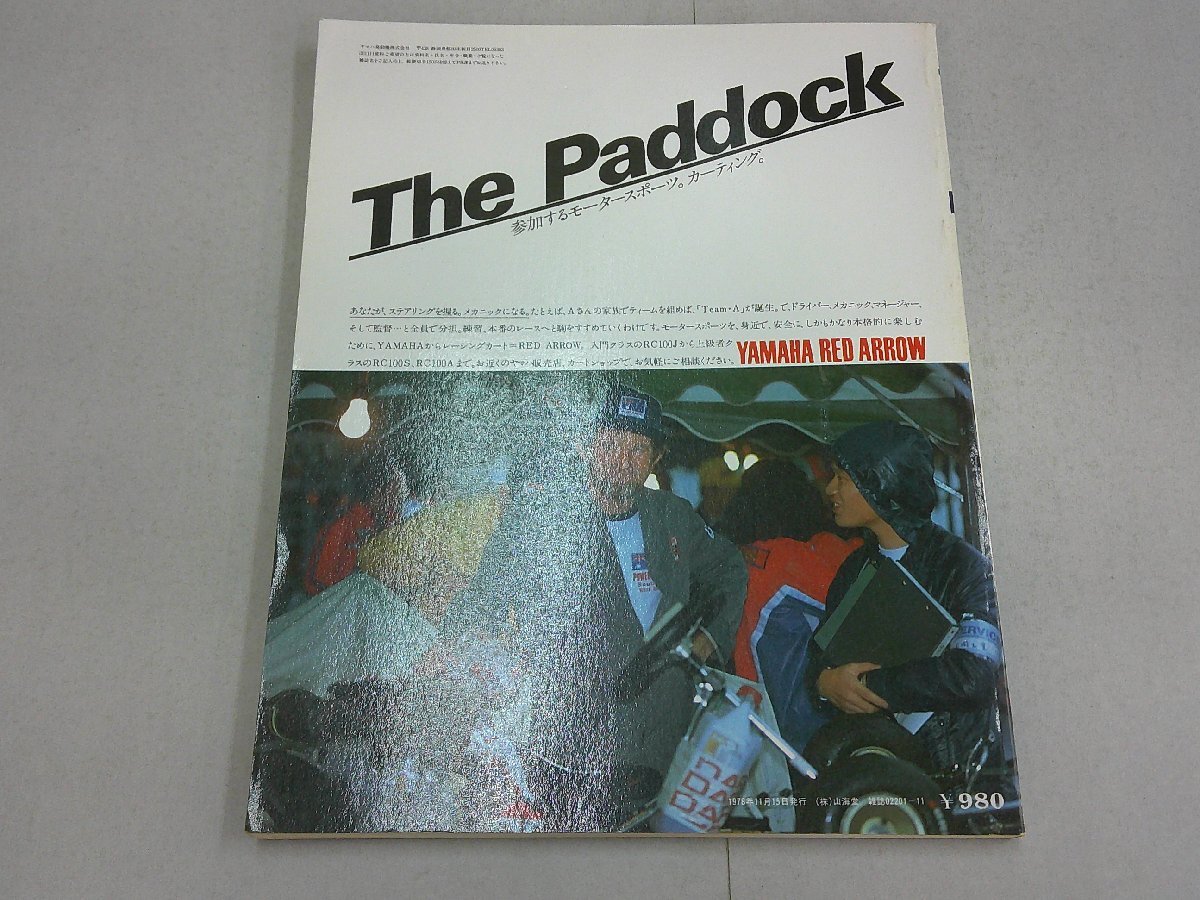 ヤマハ発動機株式会社
The Paddock
参加するモータースポーツ。カーティング。
あなたが、ステアリングを握る。メカニックになる。たとえば、Aさんの家族でティームを組めば、「Team・A」が誕生。で、ドライバー、メカニック、マネージャー、
そして監督…と全員で分担。練習、本番のレースへと駒をすすめていくわけです。モータースポーツを、身近で、安全に、しかもかなり本格的に楽しむ
ために、YAMAHAからレーシングカート＝RED ARROW。入門クラスのRC100Jから上級者ク
ラスのRC100S、RC100Aまで。お近くのヤマハ販売店、カートショップで、お気軽にご相談ください。
YAMAHA RED ARROW
POWER
SERVICE
1978年11月15日発行 (株)山海堂 雑誌02201-11 ¥980